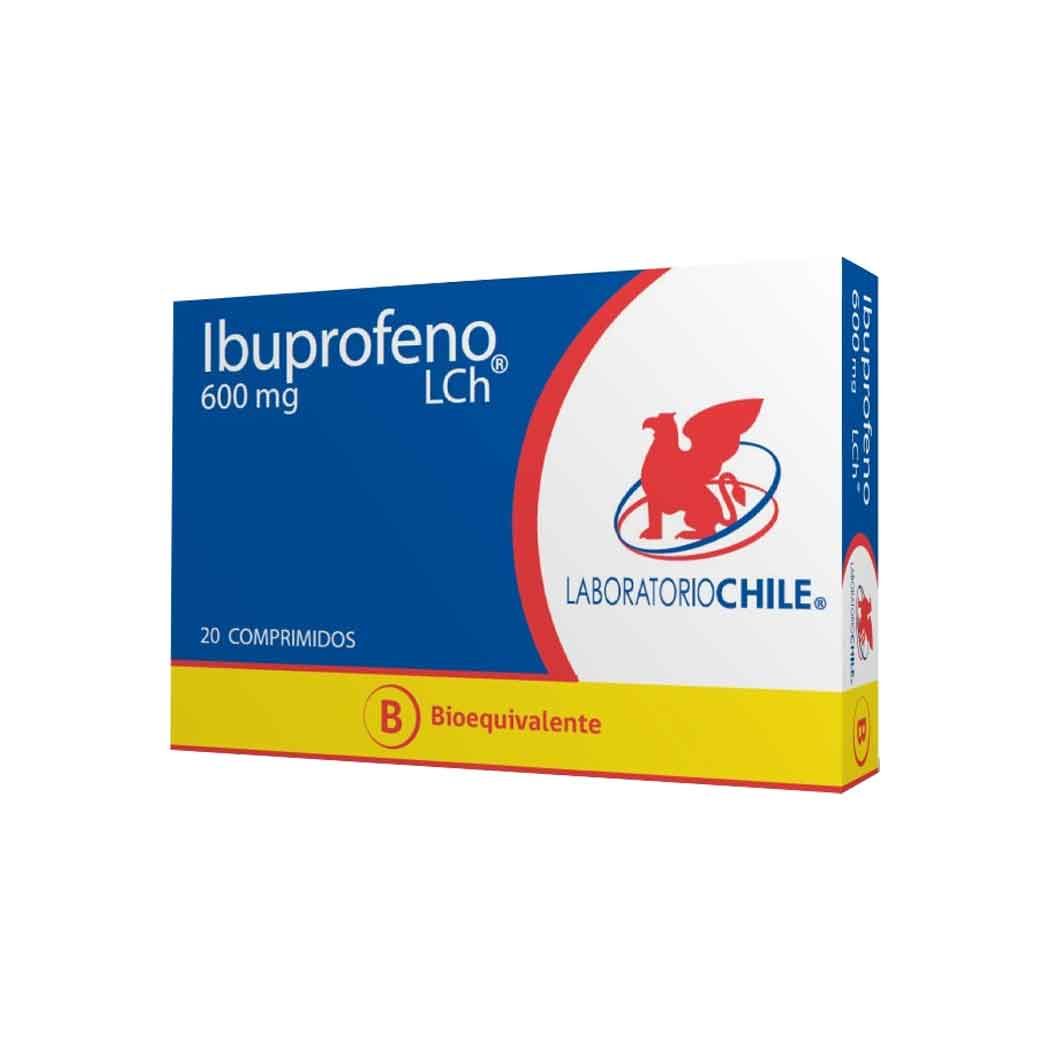 Ibuprofeno
600 mg LCh®
20 COMPRIMIDOS
LABORATORIOCHILE®
B Bioequivalente
Ibuprofeno
600 mg LCh®
LABORATORIOCHILE®
B